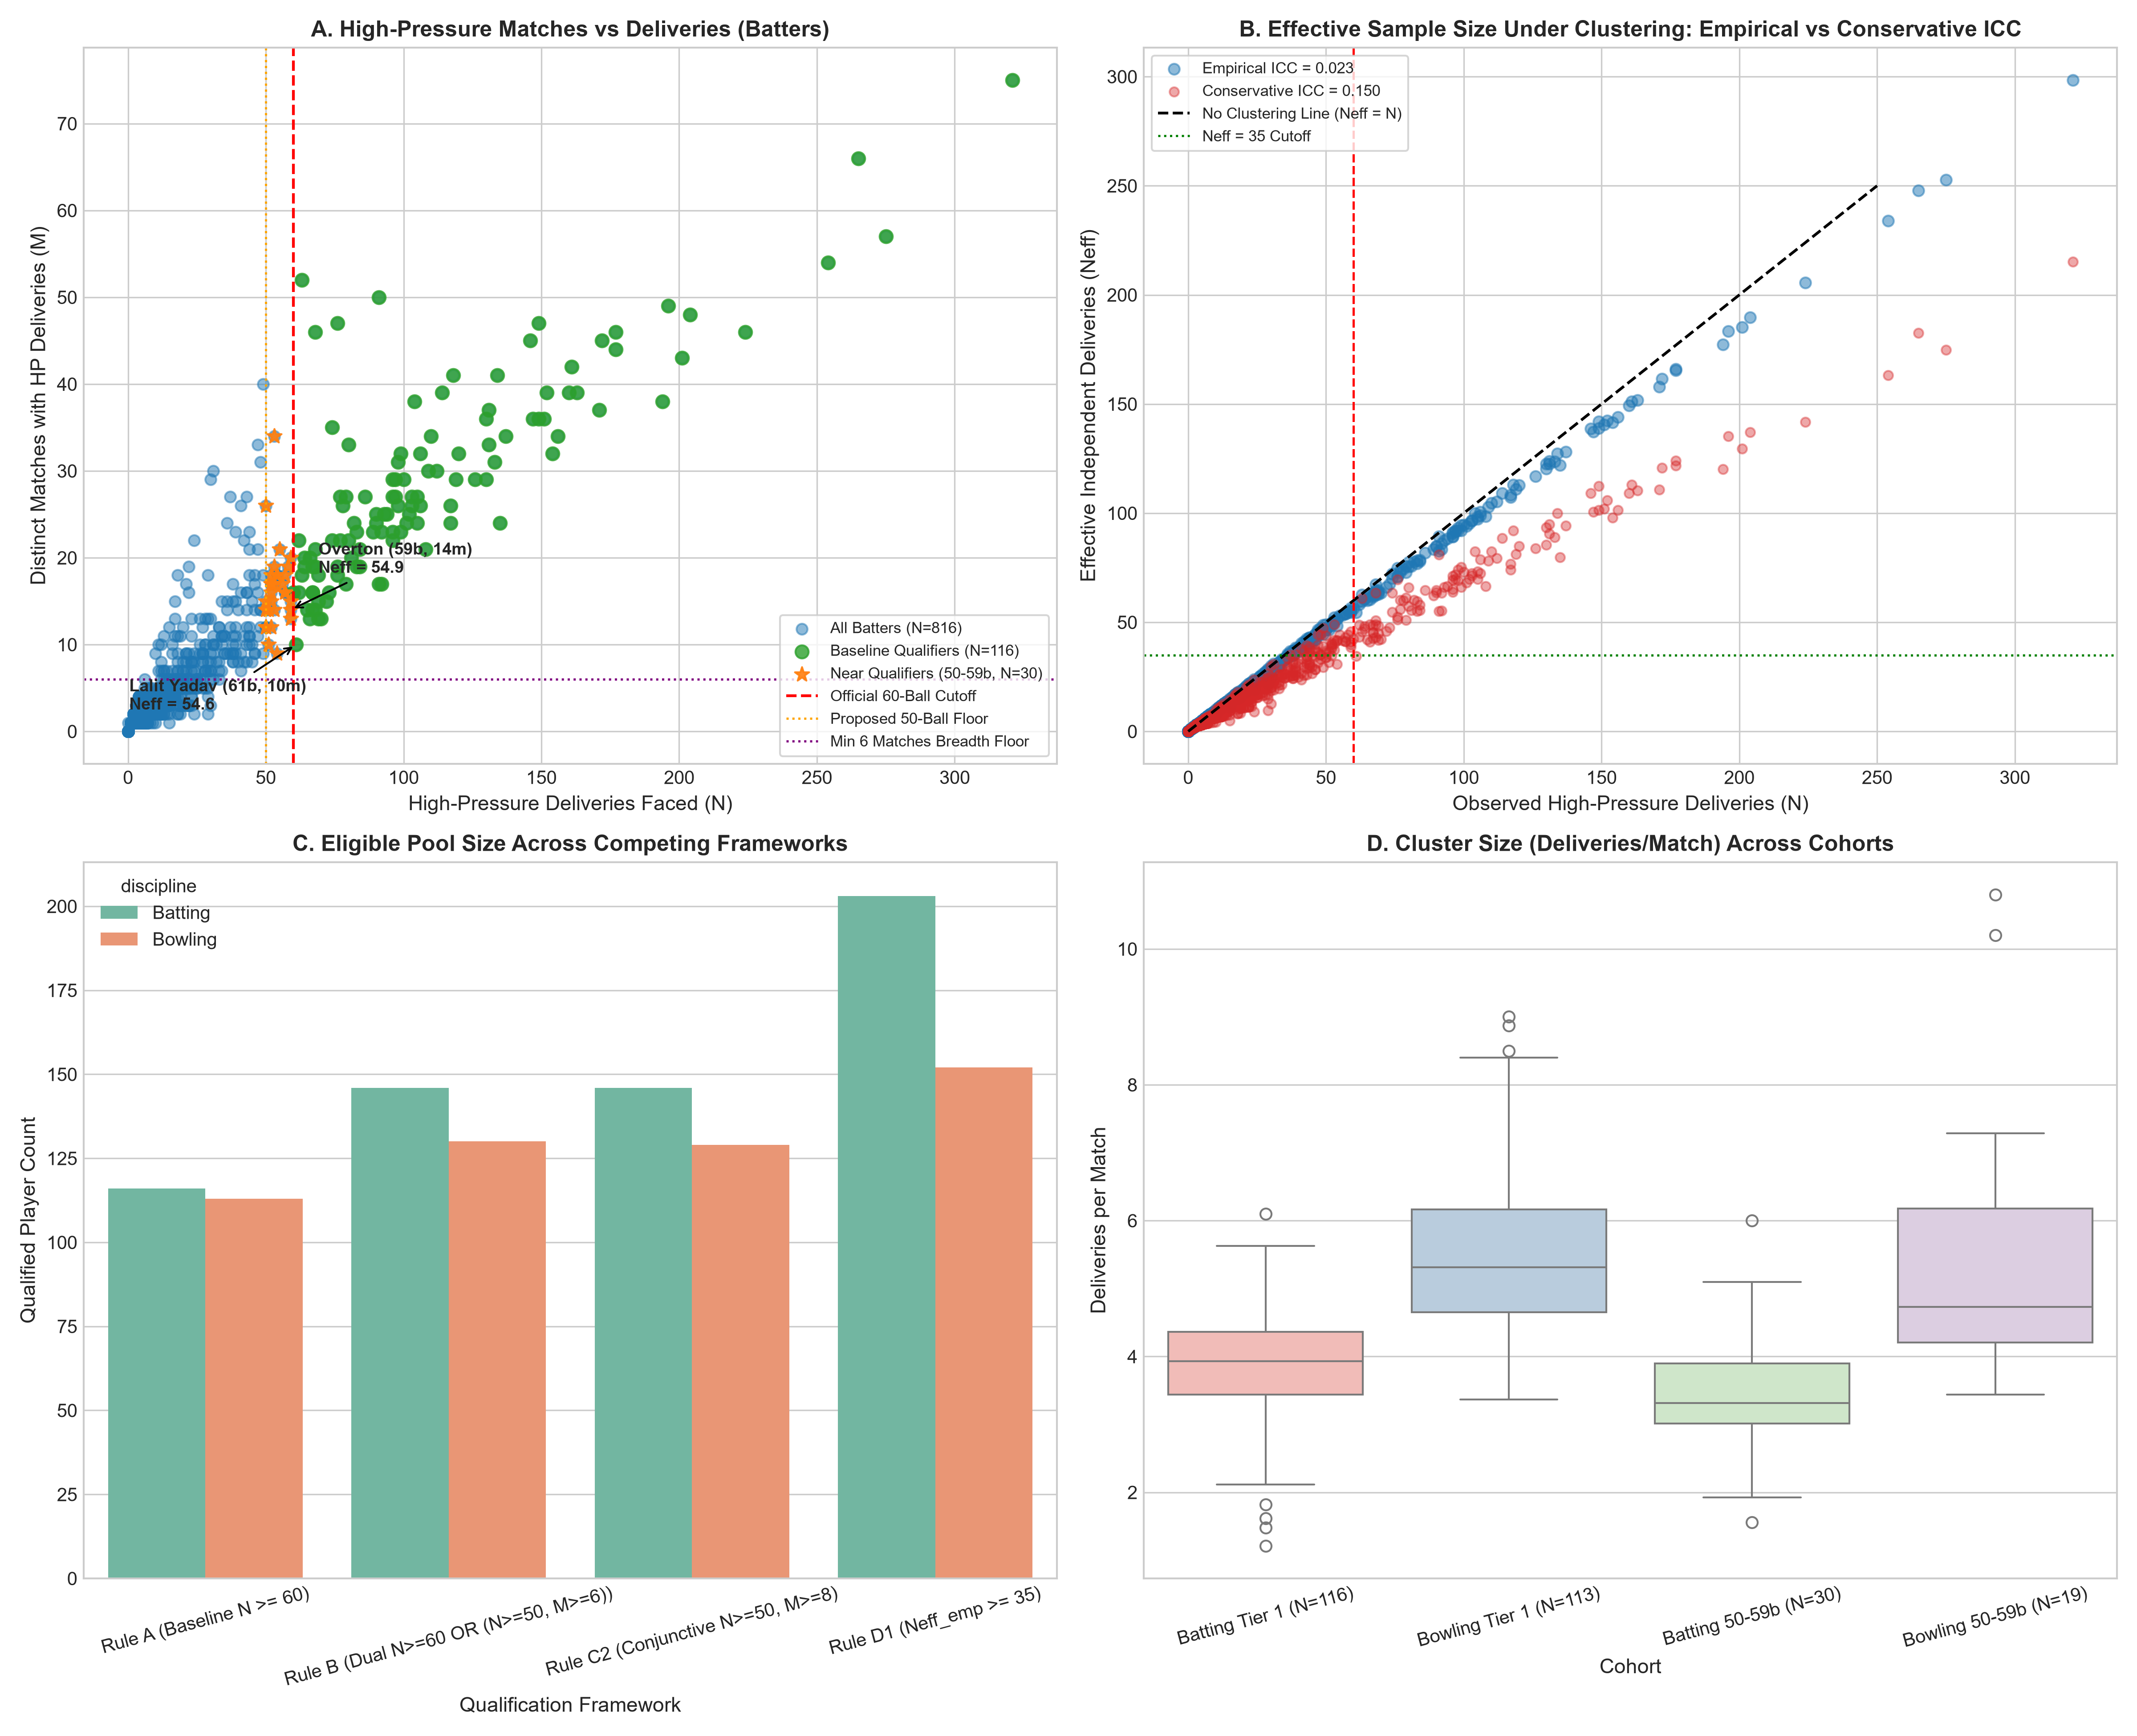 A. High-Pressure Matches vs Deliveries (Batters)
Distinct Matches with HP Deliveries (M)
70
60
50
40
30
20
10
0
Overton (59b, 14m)
Neff = 54.9
Lalit Yadav (61b, 10m)
Neff = 54.6
All Batters (N=816)
Baseline Qualifiers (N=116)
Near Qualifiers (50-59b, N=30)
Official 60-Ball Cutoff
Proposed 50-Ball Floor
Min 6 Matches Breadth Floor
0 50 100 150 200 250 300
High-Pressure Deliveries Faced (N)
B. Effective Sample Size Under Clustering: Empirical vs Conservative ICC
Effective Independent Deliveries (Neff)
300
250
200
150
100
50
0
Empirical ICC = 0.023
Conservative ICC = 0.150
No Clustering Line (Neff = N)
Neff = 35 Cutoff
0 50 100 150 200 250 300
Observed High-Pressure Deliveries (N)
C. Eligible Pool Size Across Competing Frameworks
Qualified Player Count
200
175
150
125
100
75
50
25
0
discipline
Batting
Bowling
Rule A (Baseline N >= 60)
Rule B (Dual N>=60 OR (N>=50, M>=6))
Rule C2 (Conjunctive N>=50, M>=8)
Rule D1 (Neff_emp >= 35)
Qualification Framework
D. Cluster Size (Deliveries/Match) Across Cohorts
Deliveries per Match
10
8
6
4
2
Batting Tier 1 (N=116)
Bowling Tier 1 (N=113)
Batting 50-59b (N=30)
Bowling 50-59b (N=19)
Cohort